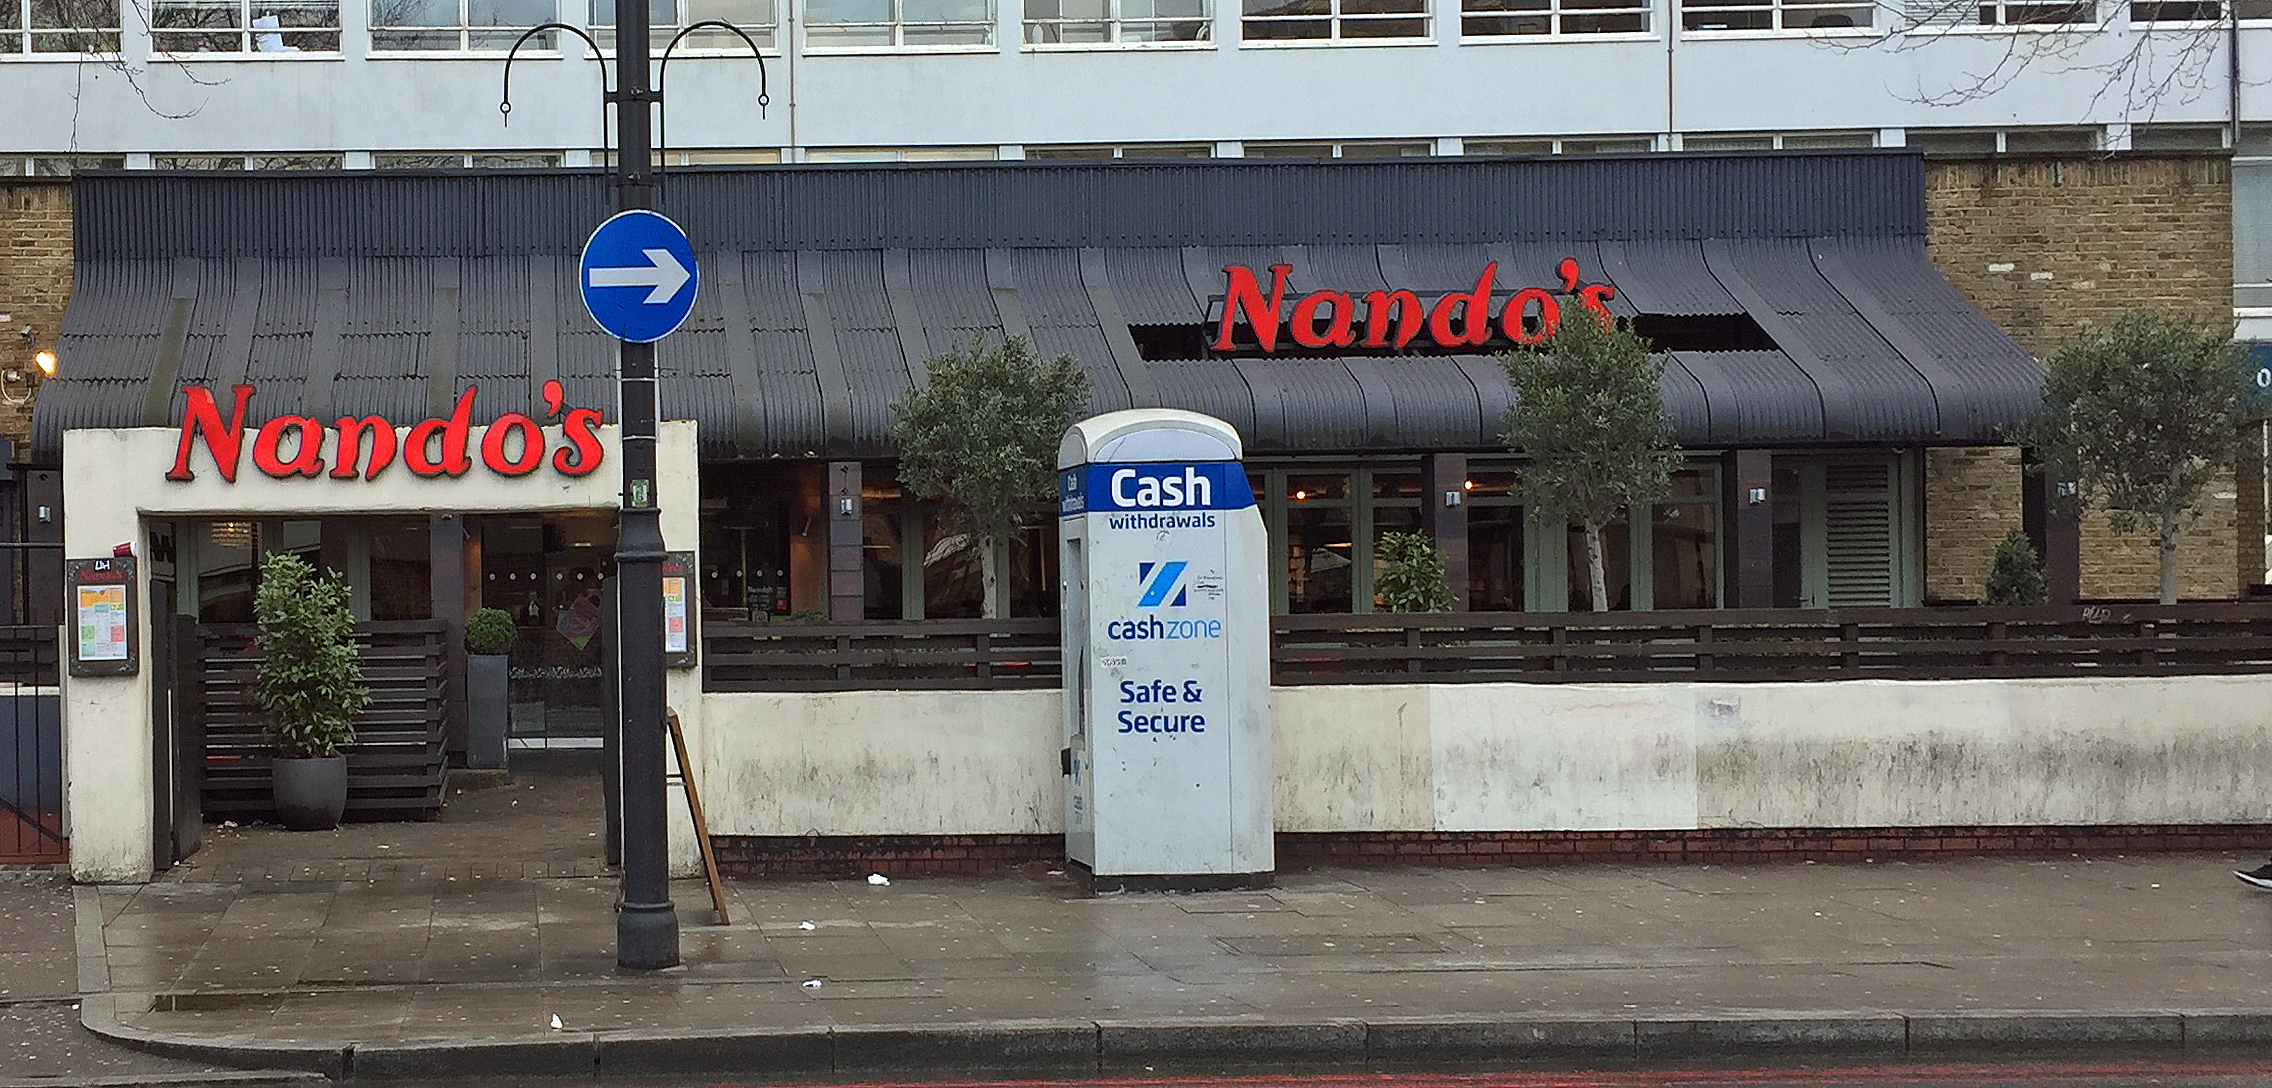 Nando's
Nando's
Cash
withdrawals
cashzone
Safe &
Secure